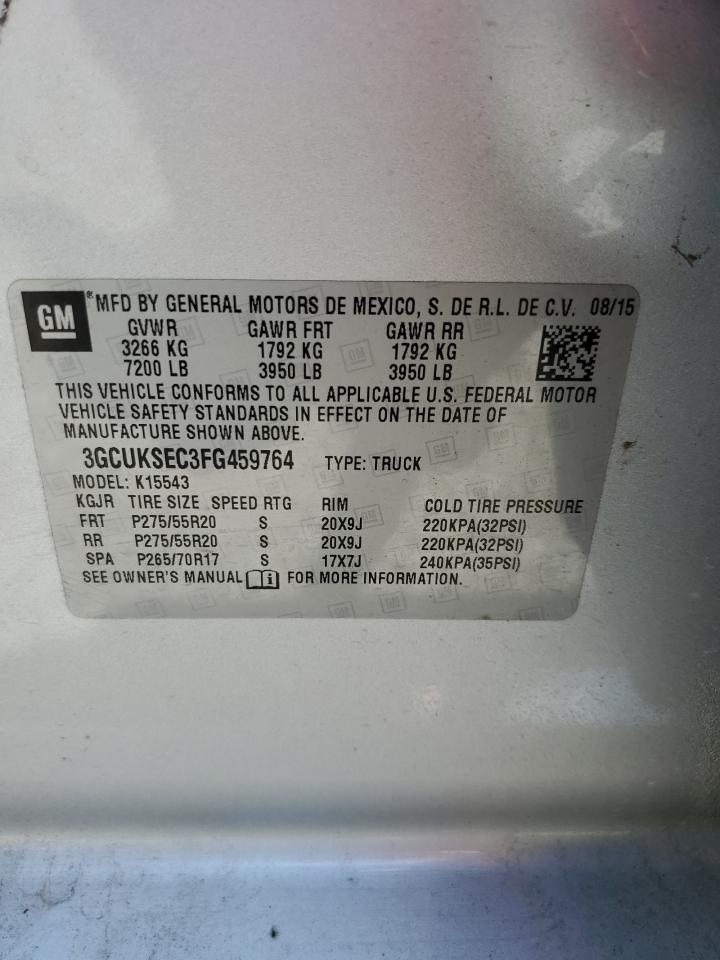 GM ® MFD BY GENERAL MOTORS DE MEXICO, S. DE R.L. DE C.V. 08/15
GVWR GAWR FRT GAWR RR
3266 KG 1792 KG 1792 KG
7200 LB 3950 LB 3950 LB
THIS VEHICLE CONFORMS TO ALL APPLICABLE U.S. FEDERAL MOTOR
VEHICLE SAFETY STANDARDS IN EFFECT ON THE DATE OF
MANUFACTURE SHOWN ABOVE.
3GCUKSEC3FG459764 TYPE: TRUCK
MODEL: K15543
KGJR TIRE SIZE SPEED RTG RIM COLD TIRE PRESSURE
FRT P275/55R20 S 20X9J 220KPA(32PSI)
RR P275/55R20 S 20X9J 220KPA(32PSI)
SPA P265/70R17 S 17X7J 240KPA(35PSI)
SEE OWNER'S MANUAL i FOR MORE INFORMATION.